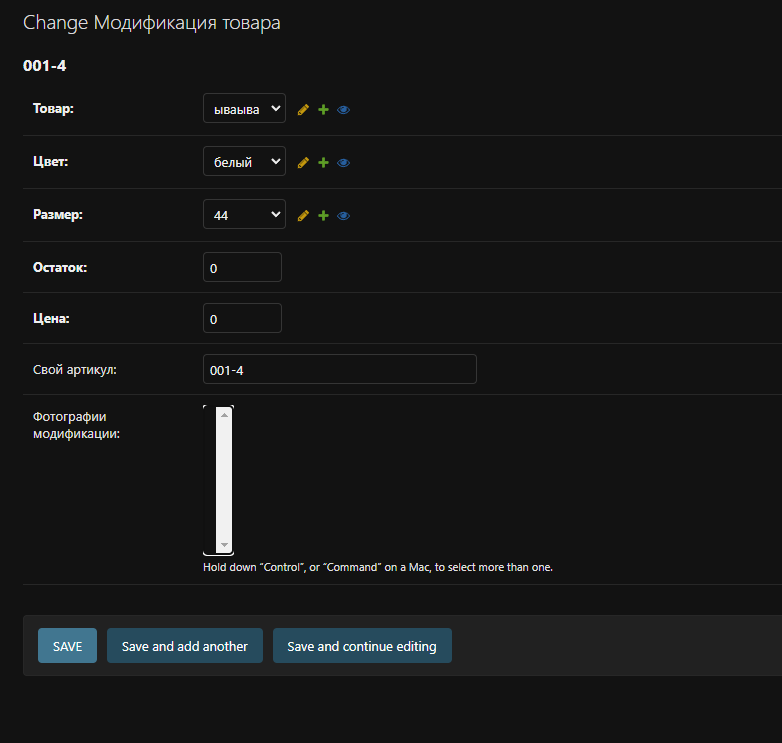 Change Модификация товара
001-4
Товар: ываыва
Цвет: белый
Размер: 44
Остаток: 0
Цена: 0
Свой артикул: 001-4
Фотографии
модификации:
Hold down “Control”, or “Command” on a Mac, to select more than one.
SAVE Save and add another Save and continue editing